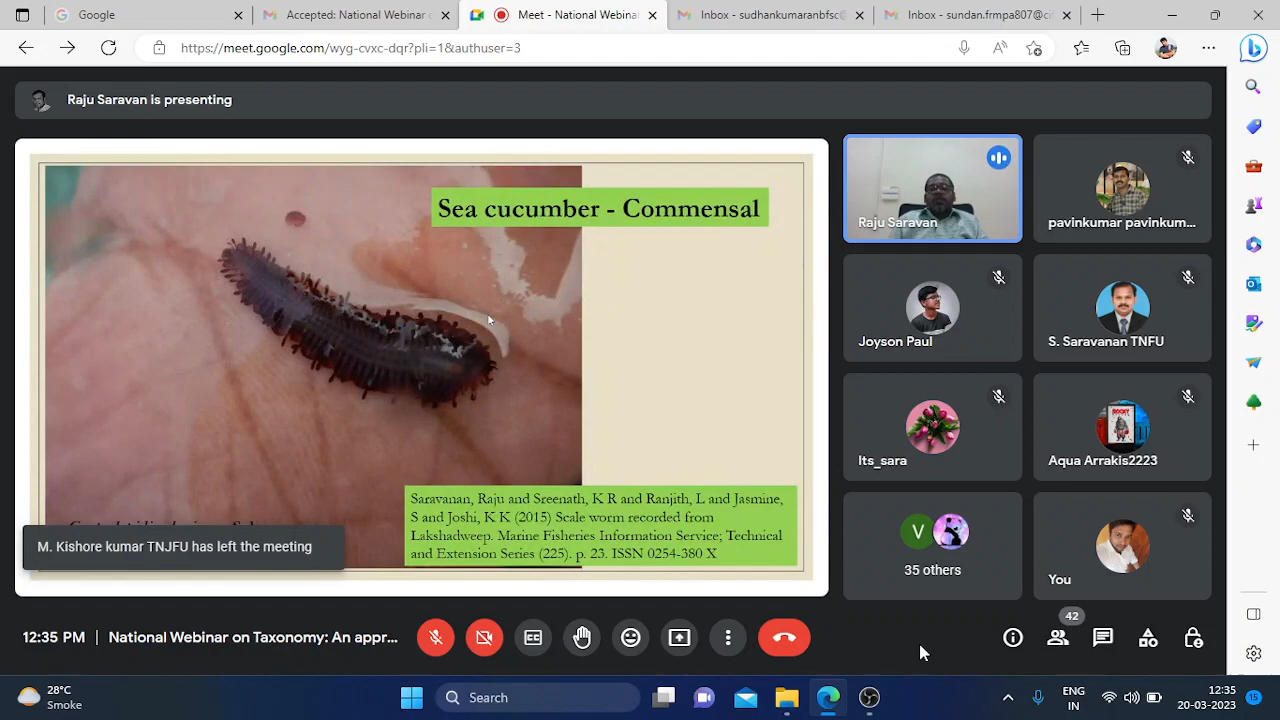 Google
Accepted: National Webinar o
Meet - National Webina
Inbox - sudhankumaranbfsc@
Inbox - sundan.frmpa807@ci
https://meet.google.com/wyg-cvxc-dqr?pli=1&authuser=3
Raju Saravan is presenting
Sea cucumber - Commensal
Saravanan, Raju and Sreenath, K R and Ranjith, L and Jasmine,
S and Joshi, K K (2015) Scale worm recorded from
Lakshadweep. Marine Fisheries Information Service; Technical
and Extension Series (225). p. 23. ISSN 0254-380 X
M. Kishore kumar TNJFU has left the meeting
Raju Saravan
pavinkumar pavinkum...
Joyson Paul
S. Saravanan TNFU
Its_sara
ROCKY
Aqua Arrakis2223
V
35 others
You
12:35 PM | National Webinar on Taxonomy: An appr...
42
28°C
Smoke
Search
ENG
IN
12:35
20-03-2023
15